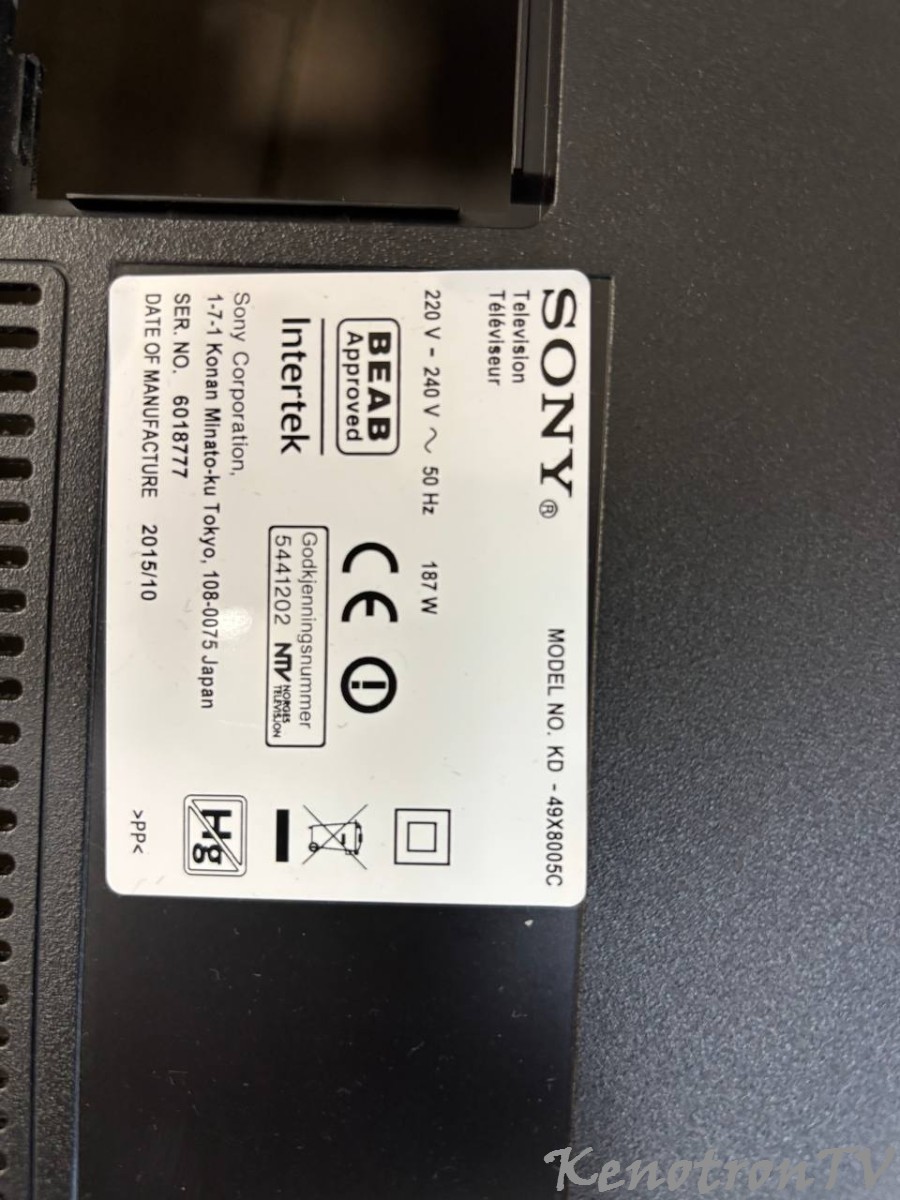 SONY® MODEL NO. KD - 49X8005C
Television
Téléviseur
220 V - 240 V ~ 50 Hz 187 W
BEAB
Approved
Intertek
CE
Godkjenningsnummer
5441202 NTV NORGES TELEVISJON
Sony Corporation,
1-7-1 Konan Minato-ku Tokyo, 108-0075 Japan
SER. NO. 6018777
DATE OF MANUFACTURE 2015/10
Hg
>PP<
KenotronTV